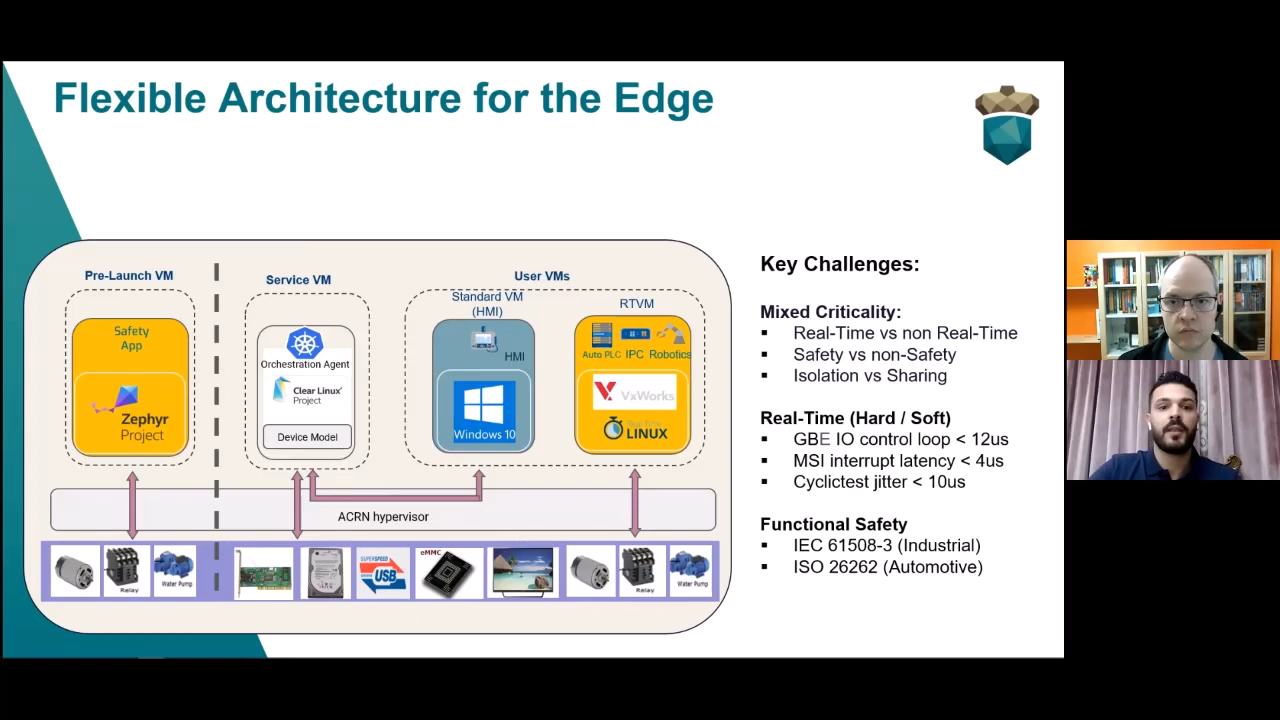 Flexible Architecture for the Edge
Pre-Launch VM
Safety
App
Zephyr
Project
Service VM
Orchestration Agent
Clear Linux®
Project
Device Model
User VMs
Standard VM
(HMI)
HMI
Windows 10
RTVM
Auto PLC IPC Robotics
VxWorks
LINUX
ACRN hypervisor
Relay
Water Pump
SUPERSPEED
USB
eMMC
Relay
Water Pump
Key Challenges:
Mixed Criticality:
▪ Real-Time vs non Real-Time
▪ Safety vs non-Safety
▪ Isolation vs Sharing
Real-Time (Hard / Soft)
▪ GBE IO control loop < 12us
▪ MSI interrupt latency < 4us
▪ Cyclictest jitter < 10us
Functional Safety
▪ IEC 61508-3 (Industrial)
▪ ISO 26262 (Automotive)